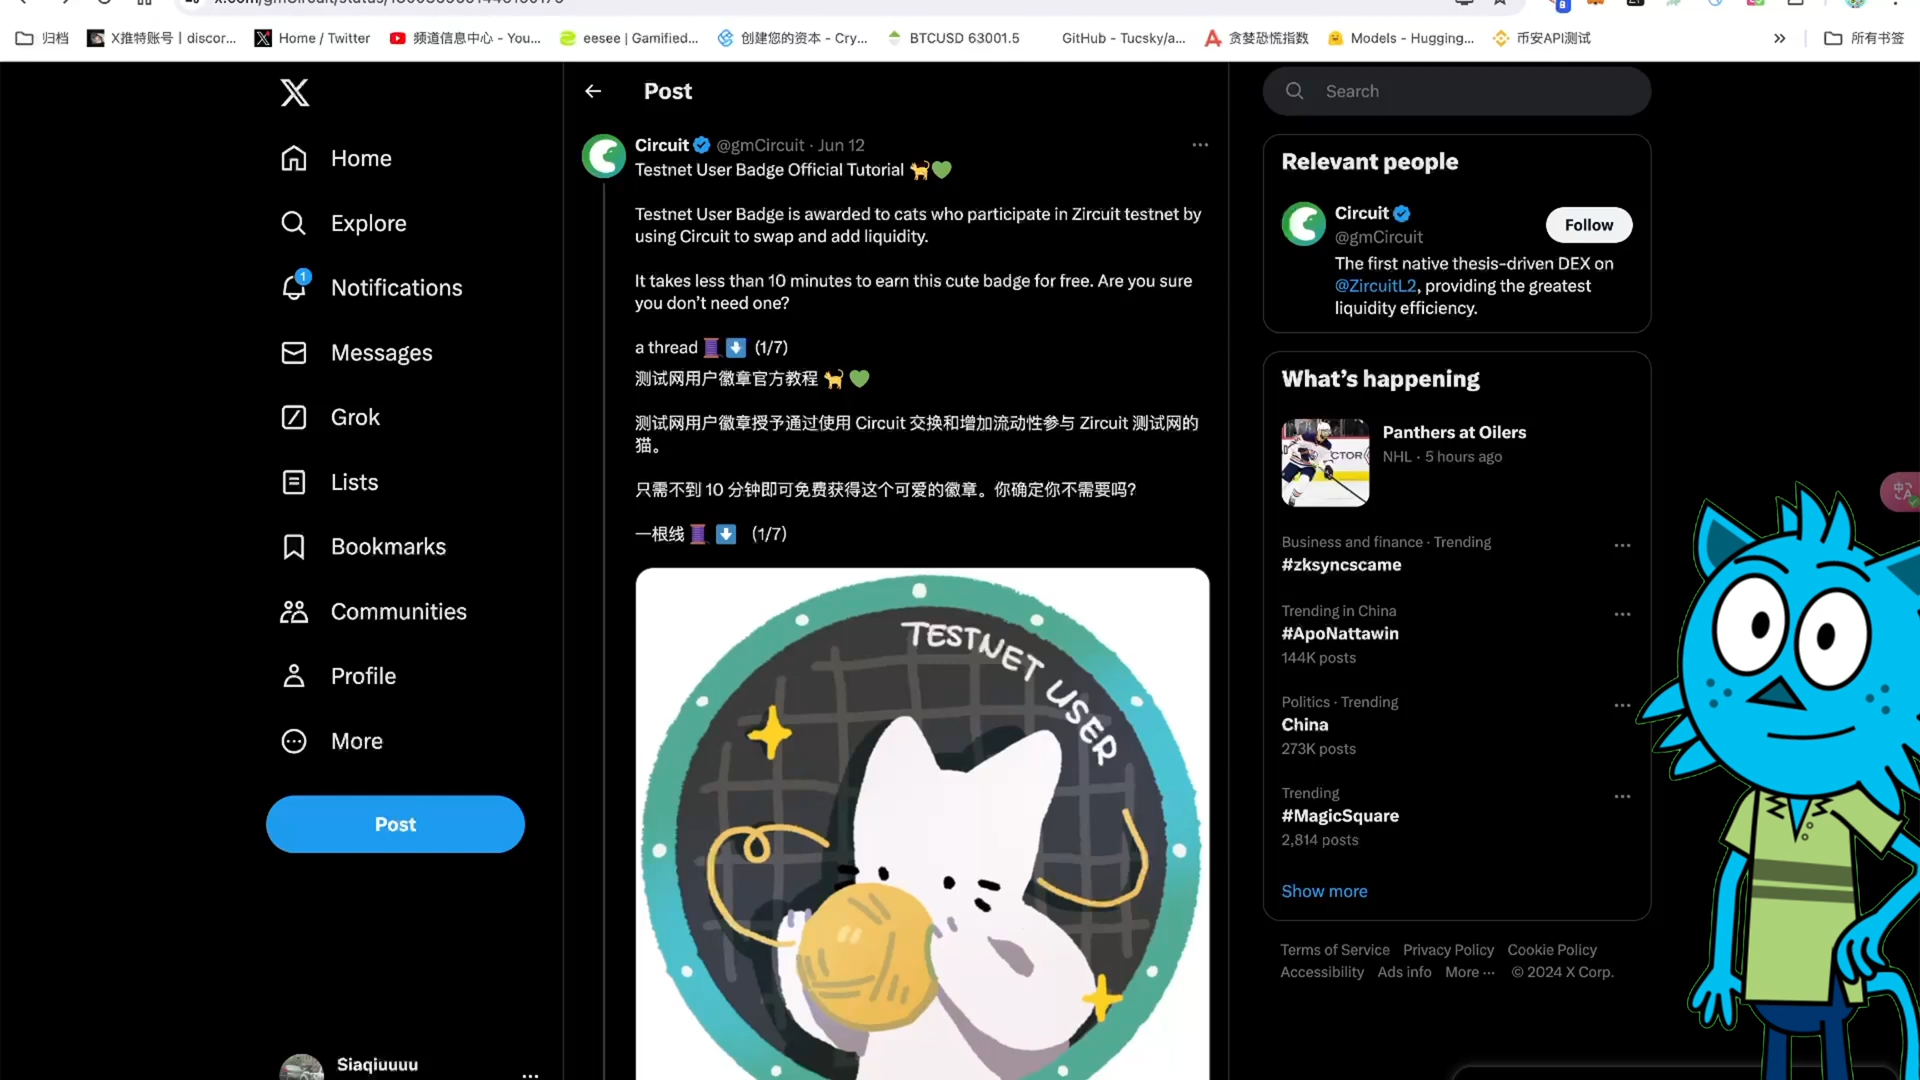 归档
X推特账号丨discor...
Home / Twitter
频道信息中心 - You...
eesee | Gamified...
创建您的资本 - Cry...
BTCUSD 63001.5
GitHub - Tucsky/a...
贪婪恐慌指数
Models - Hugging...
币安API测试
所有书签
Home
Explore
1
Notifications
Messages
Grok
Lists
Bookmarks
Communities
Profile
More
Post
Siaqiuuuu
Post
Circuit @gmCircuit · Jun 12
Testnet User Badge Official Tutorial 🐈💚
Testnet User Badge is awarded to cats who participate in Zircuit testnet by
using Circuit to swap and add liquidity.
It takes less than 10 minutes to earn this cute badge for free. Are you sure
you don’t need one?
a thread 🧵⬇️ (1/7)
测试网用户徽章官方教程 🐈💚
测试网用户徽章授予通过使用 Circuit 交换和增加流动性参与 Zircuit 测试网的
猫。
只需不到 10 分钟即可免费获得这个可爱的徽章。你确定你不需要吗?
一根线 🧵⬇️ (1/7)
TESTNET USER
Search
Relevant people
Circuit
@gmCircuit
Follow
The first native thesis-driven DEX on
@ZircuitL2, providing the greatest
liquidity efficiency.
What’s happening
Panthers at Oilers
NHL · 5 hours ago
Business and finance · Trending
#zksyncscame
Trending in China
#ApoNattawin
144K posts
Politics · Trending
China
273K posts
Trending
#MagicSquare
2,814 posts
Show more
Terms of Service Privacy Policy Cookie Policy
Accessibility Ads info More ··· © 2024 X Corp.